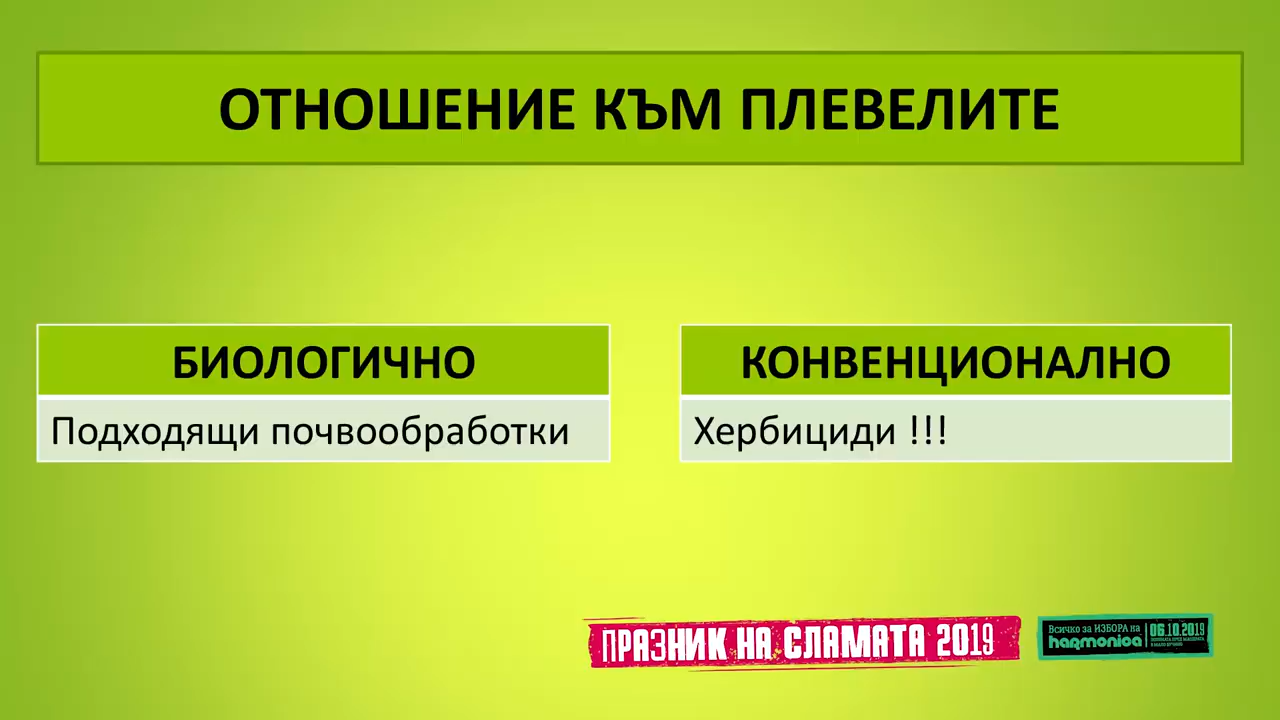 ОТНОШЕНИЕ КЪМ ПЛЕВЕЛИТЕ
БИОЛОГИЧНО
Подходящи почвообработки
КОНВЕНЦИОНАЛНО
Хербициди !!!
ПРАЗНИК НА СЛАМАТА 2019
Всичко за ИЗБОРА на
harmonica
06.10.2019